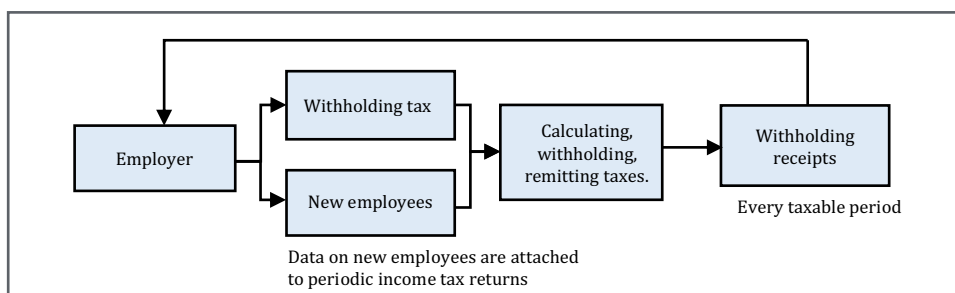 Employer
Withholding tax
New employees
Data on new employees are attached
to periodic income tax returns
Calculating,
withholding,
remitting taxes.
Withholding
receipts
Every taxable period